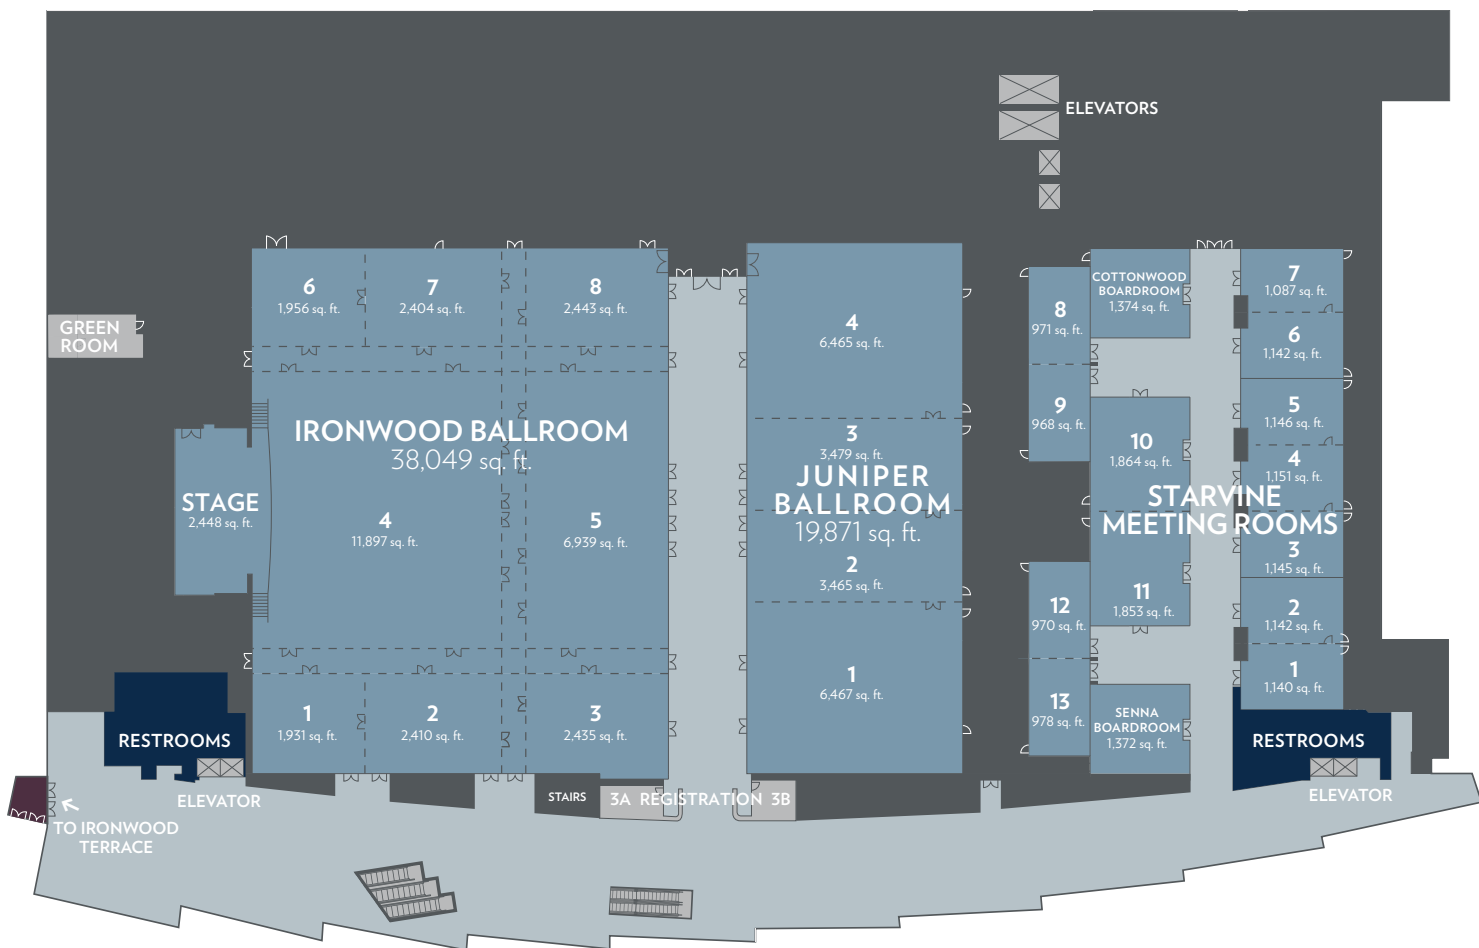 ELEVATORS
GREEN
ROOM
6
1,956 sq. ft.
7
2,404 sq. ft.
8
2,443 sq. ft.
IRONWOOD BALLROOM
38,049 sq. ft.
STAGE
2,448 sq. ft.
4
11,897 sq. ft.
5
6,939 sq. ft.
1
1,931 sq. ft.
2
2,410 sq. ft.
3
2,435 sq. ft.
4
6,465 sq. ft.
3
3,479 sq. ft.
JUNIPER
BALLROOM
19,871 sq. ft.
2
3,465 sq. ft.
1
6,467 sq. ft.
COTTONWOOD
BOARDROOM
1,374 sq. ft.
8
971 sq. ft.
9
968 sq. ft.
10
1,864 sq. ft.
STARVINE
MEETING ROOMS
11
1,853 sq. ft.
12
970 sq. ft.
13
978 sq. ft.
SENNA
BOARDROOM
1,372 sq. ft.
7
1,087 sq. ft.
6
1,142 sq. ft.
5
1,146 sq. ft.
4
1,151 sq. ft.
3
1,145 sq. ft.
2
1,142 sq. ft.
1
1,140 sq. ft.
RESTROOMS
RESTROOMS
ELEVATOR
STAIRS
3A REGISTRATION 3B
ELEVATOR
TO IRONWOOD
TERRACE